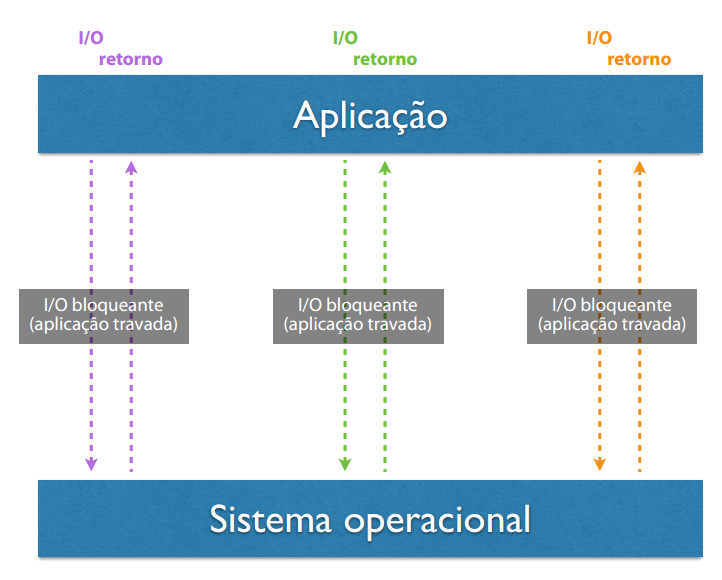 I/O
retorno
I/O
retorno
I/O
retorno
Aplicação
I/O bloqueante
(aplicação travada)
I/O bloqueante
(aplicação travada)
I/O bloqueante
(aplicação travada)
Sistema operacional